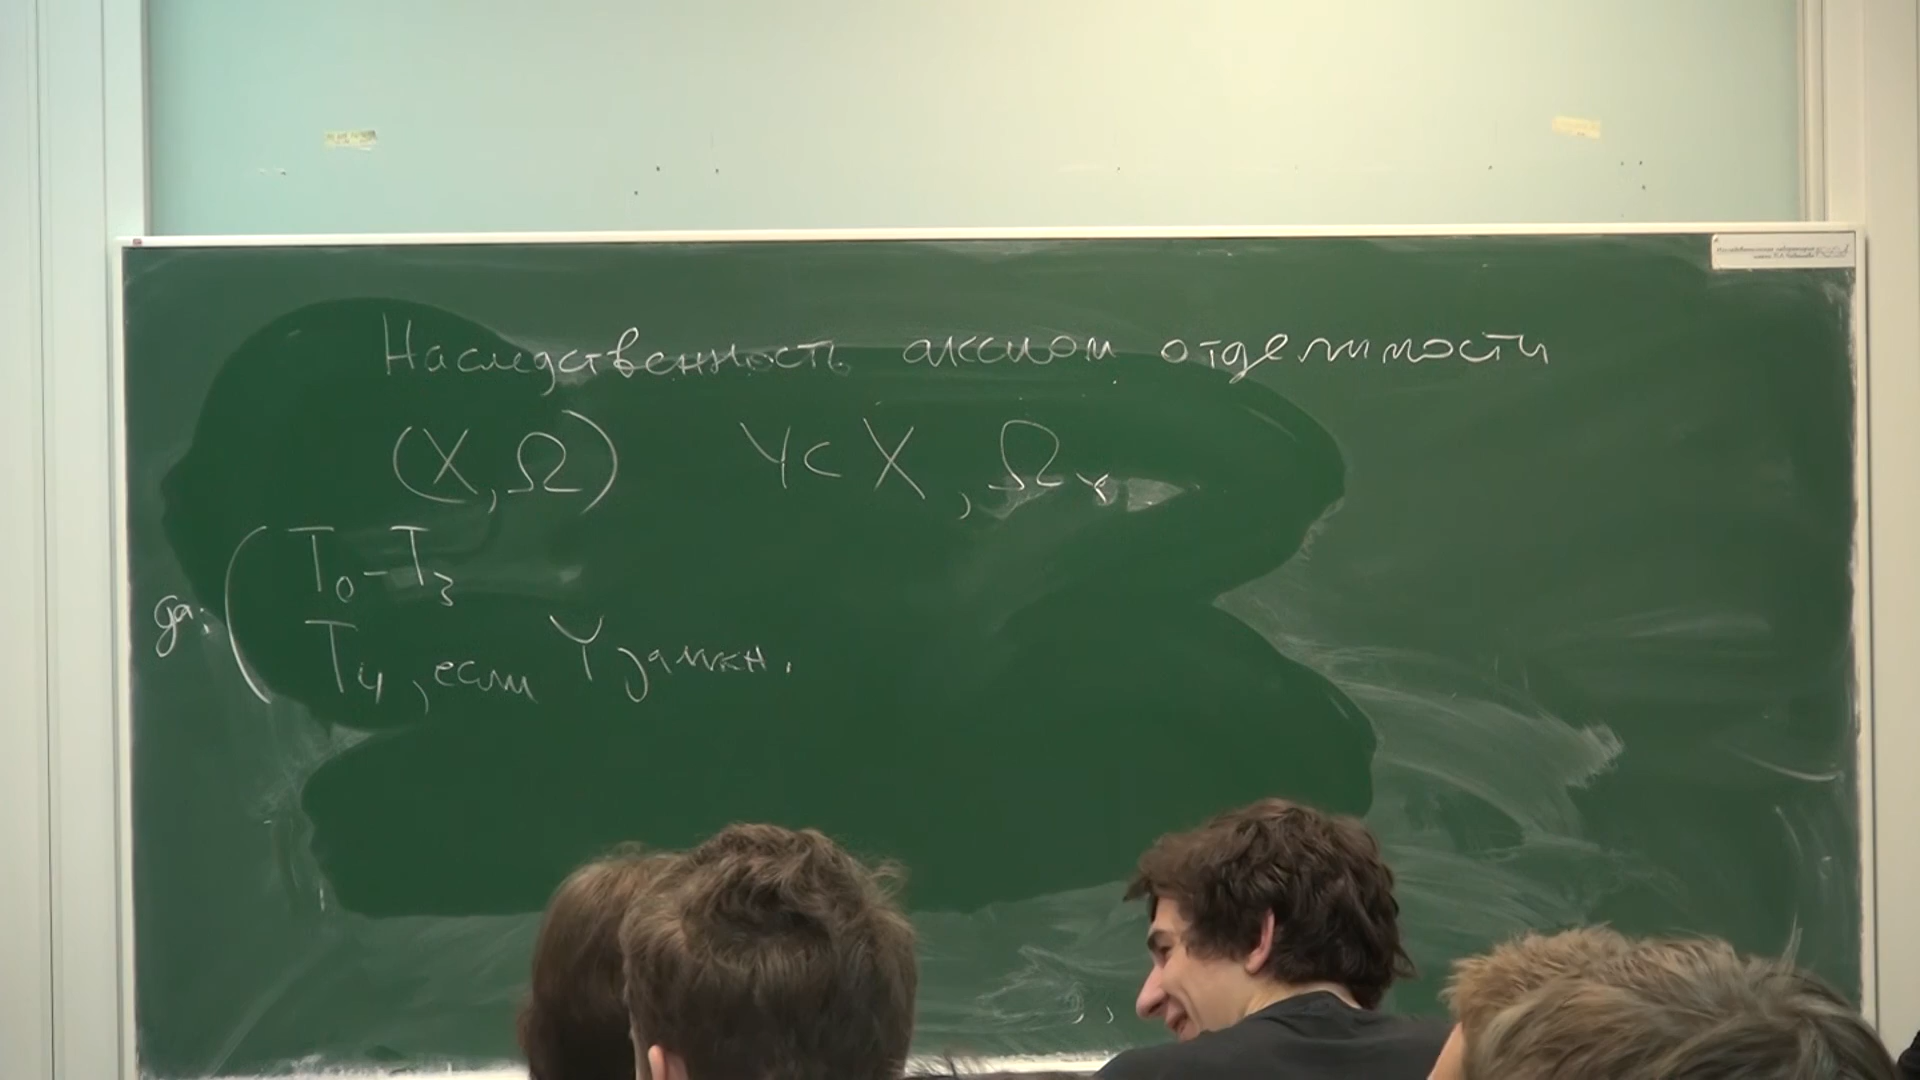 Наследственность аксиом отделимости
(X, Ω) Y ⊂ X, Ω_Y
T₀ - T₃
да:
T₄, если Y замкн.